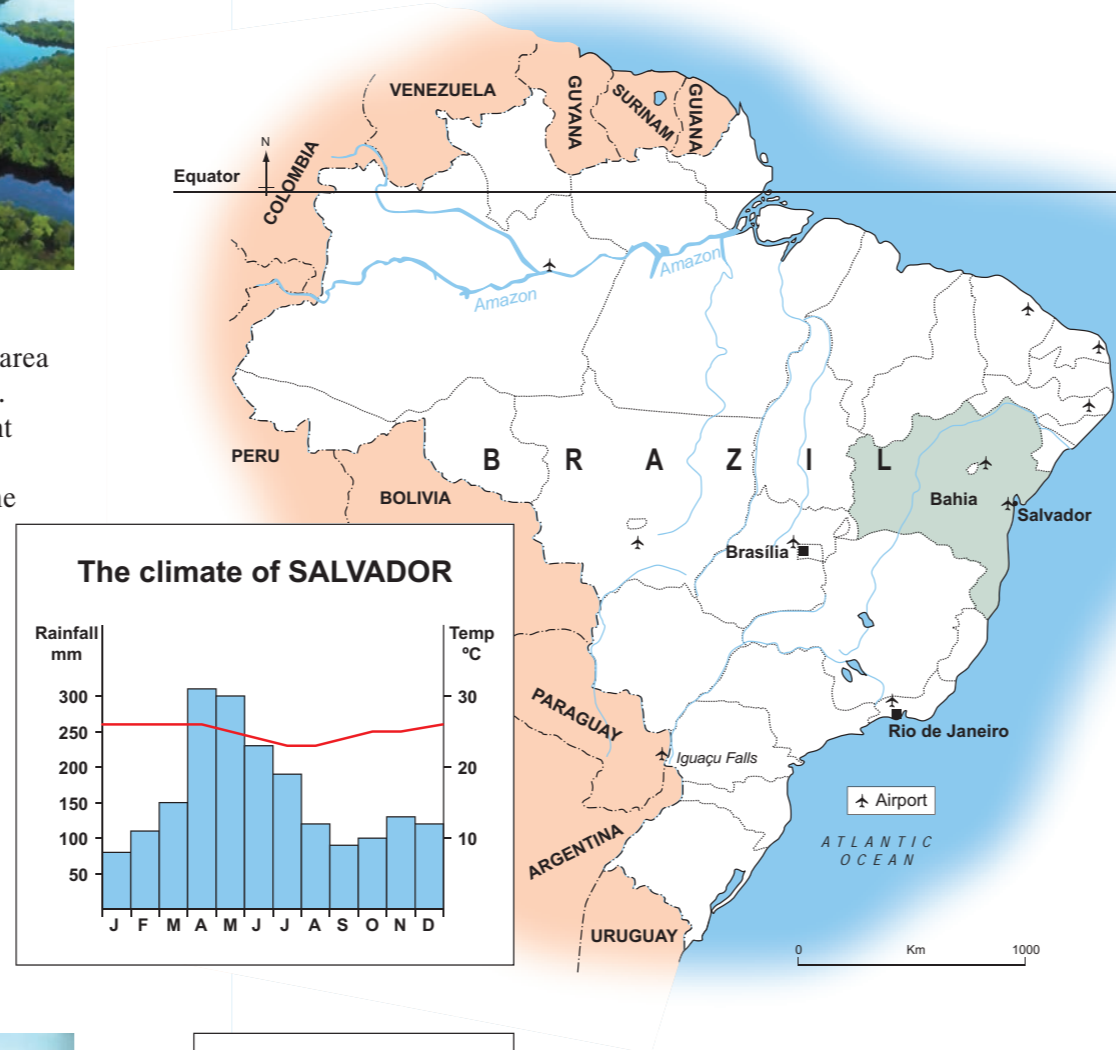 area
.
nt
ne
VENEZUELA
GUYANA
SURINAM
GUIANA
COLOMBIA
N
Equator
Amazon
Amazon
PERU
BOLIVIA
B R A Z I L
Bahia
Salvador
Brasília
PARAGUAY
Iguaçu Falls
Rio de Janeiro
Airport
ATLANTIC
OCEAN
ARGENTINA
URUGUAY
0 Km 1000
The climate of SALVADOR
Rainfall
mm
Temp
ºC
300
250
200
150
100
50
30
20
10
J F M A M J J A S O N D